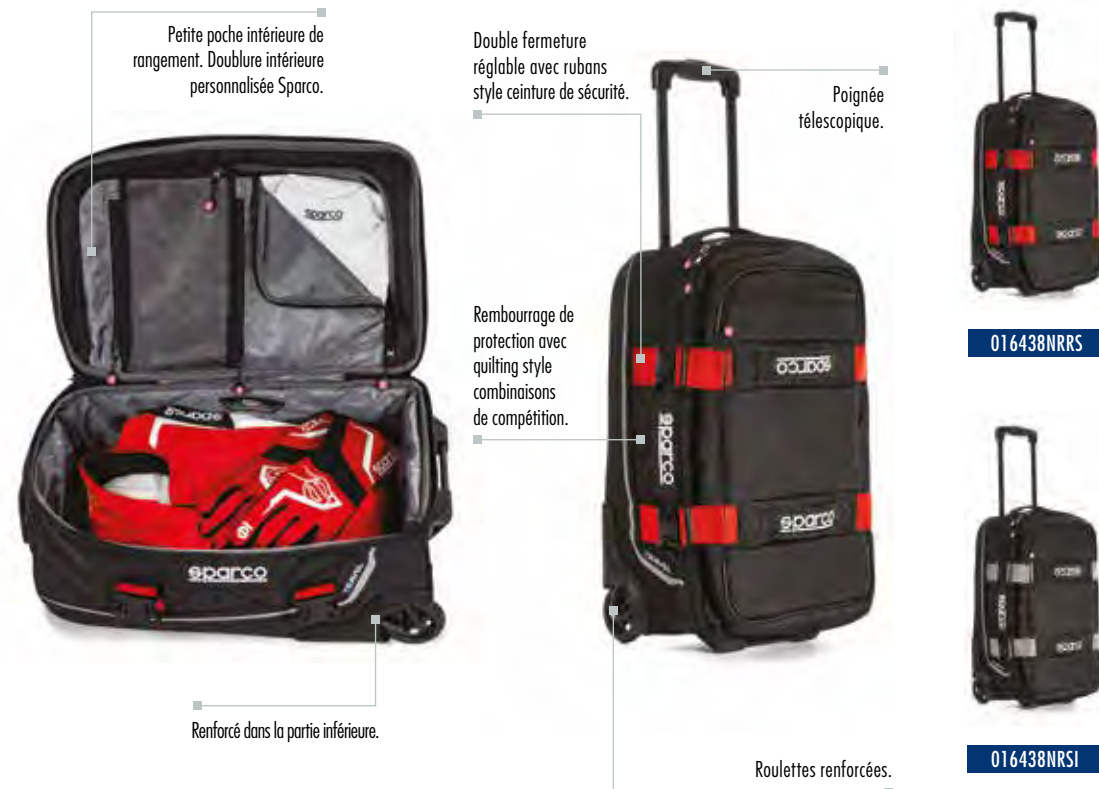 Petite poche intérieure de
rangement. Doublure intérieure
personnalisée Sparco.
Double fermeture
réglable avec rubans
style ceinture de sécurité.
Poignée
télescopique.
sparco
Rembourrage de
protection avec
quilting style
combinaisons
de compétition.
sparco
sparco
sparco
sparco
TRAVEL
Renforcé dans la partie inférieure.
Roulettes renforcées.
016438NRRS
016438NRSI